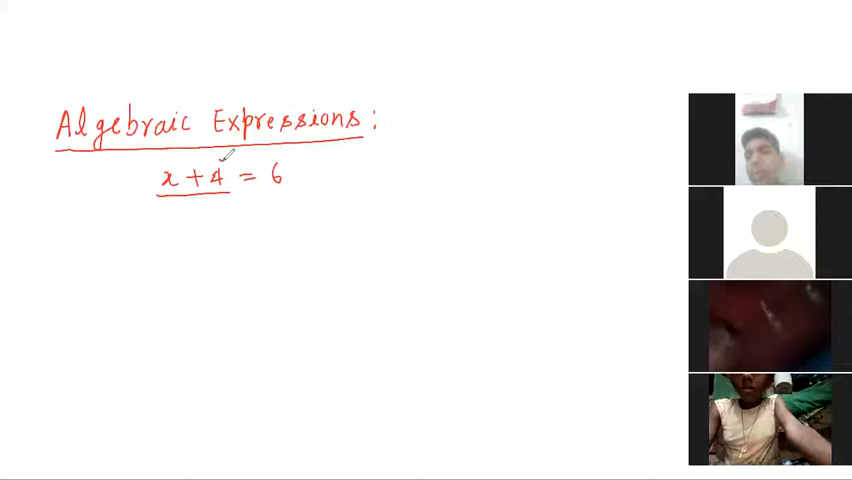 Algebraic Expressions:
x + 4 = 6